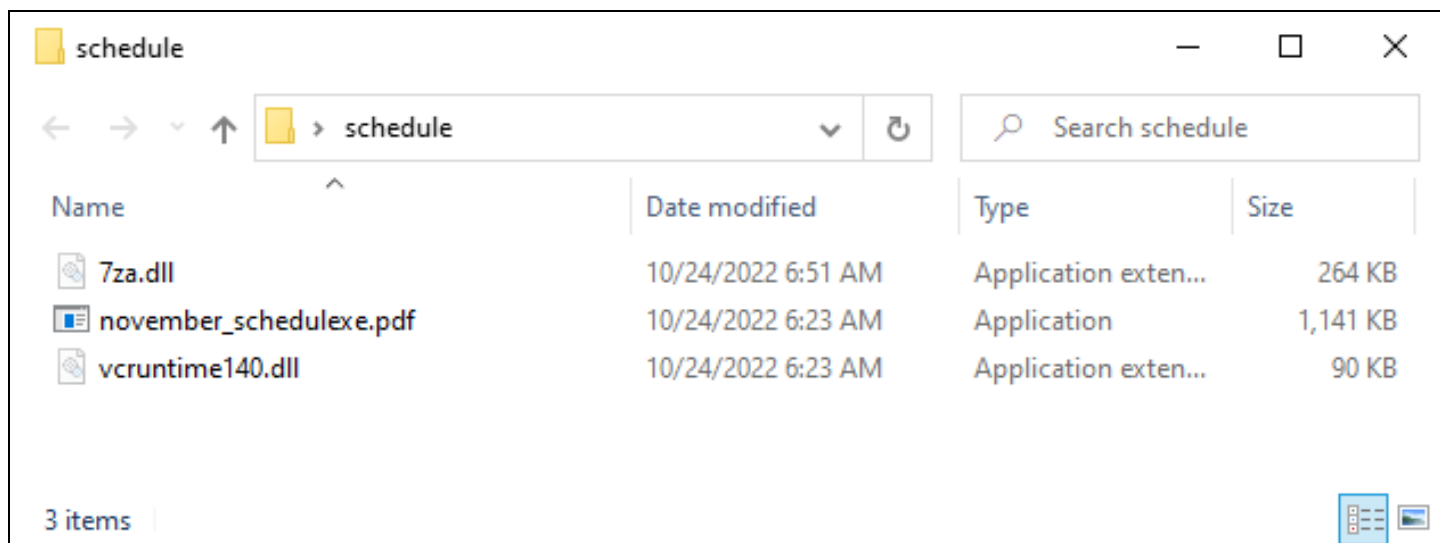 schedule
schedule
Search schedule
Name Date modified Type Size
7za.dll 10/24/2022 6:51 AM Application exten... 264 KB
november_schedulexe.pdf 10/24/2022 6:23 AM Application 1,141 KB
vcruntime140.dll 10/24/2022 6:23 AM Application exten... 90 KB
3 items